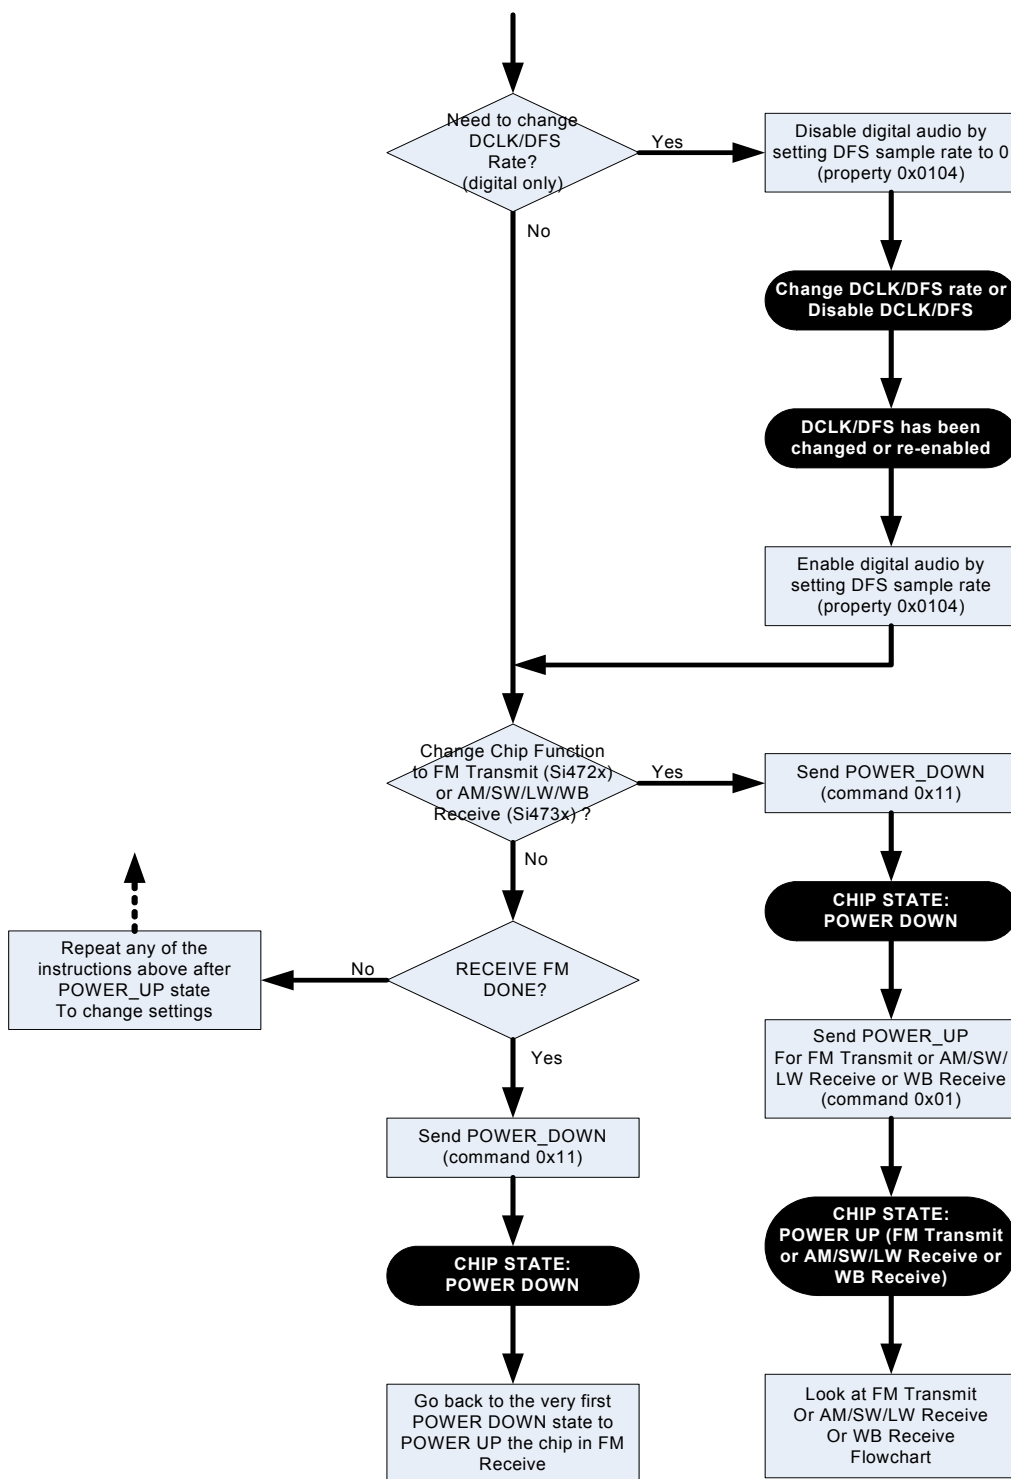 Need to change
DCLK/DFS
Rate?
(digital only)
Yes
Disable digital audio by
setting DFS sample rate to 0
(property 0x0104)
No
Change DCLK/DFS rate or
Disable DCLK/DFS
DCLK/DFS has been
changed or re-enabled
Enable digital audio by
setting DFS sample rate
(property 0x0104)
Change Chip Function
to FM Transmit (Si472x)
or AM/SW/LW/WB
Receive (Si473x) ?
Yes
Send POWER_DOWN
(command 0x11)
No
CHIP STATE:
POWER DOWN
Repeat any of the
instructions above after
POWER_UP state
To change settings
No
RECEIVE FM
DONE?
Send POWER_UP
For FM Transmit or AM/SW/
LW Receive or WB Receive
(command 0x01)
Yes
Send POWER_DOWN
(command 0x11)
CHIP STATE:
POWER UP (FM Transmit
or AM/SW/LW Receive or
WB Receive)
CHIP STATE:
POWER DOWN
Go back to the very first
POWER DOWN state to
POWER UP the chip in FM
Receive
Look at FM Transmit
Or AM/SW/LW Receive
Or WB Receive
Flowchart